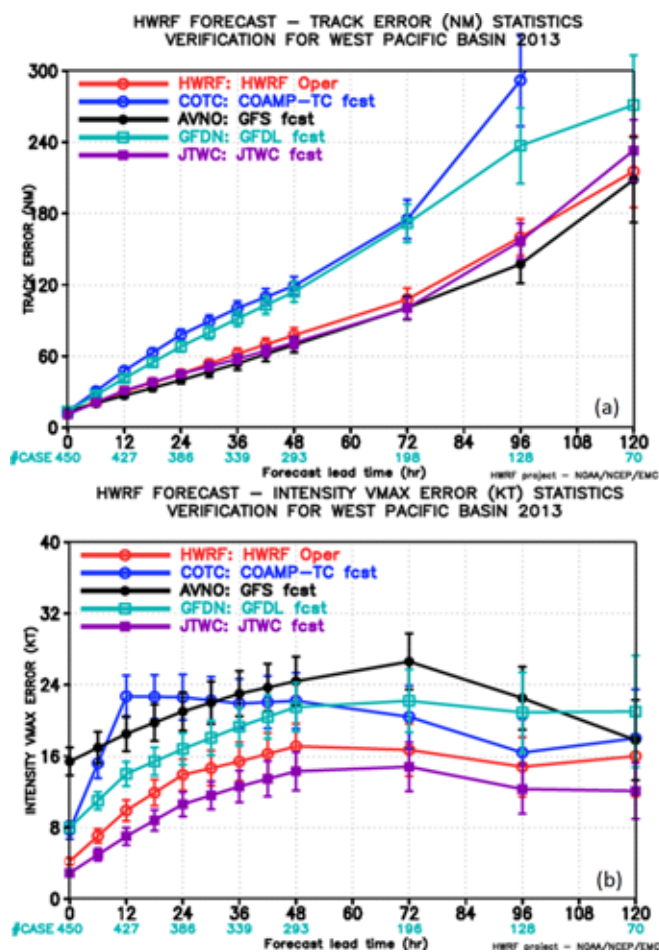 HWRF FORECAST – TRACK ERROR (NM) STATISTICS
VERIFICATION FOR WEST PACIFIC BASIN 2013
HWRF: HWRF Oper
COTC: COAMP–TC fcst
AVNO: GFS fcst
GFDN: GFDL fcst
JTWC: JTWC fcst
TRACK ERROR (NM)
300
240
180
120
60
0
(a)
0 12 24 36 48 60 72 84 96 108 120
#CASE 450 427 386 339 293 198 128 70
Forecast lead time (hr)
HWRF project – NOAA/NCEP/EMC
HWRF FORECAST – INTENSITY VMAX ERROR (KT) STATISTICS
VERIFICATION FOR WEST PACIFIC BASIN 2013
HWRF: HWRF Oper
COTC: COAMP–TC fcst
AVNO: GFS fcst
GFDN: GFDL fcst
JTWC: JTWC fcst
INTENSITY VMAX ERROR (KT)
40
32
24
16
8
0
(b)
0 12 24 36 48 60 72 84 96 108 120
#CASE 450 427 386 339 293 196 128 70
Forecast lead time (hr)
HWRF project – NOAA/NCEP/EMC